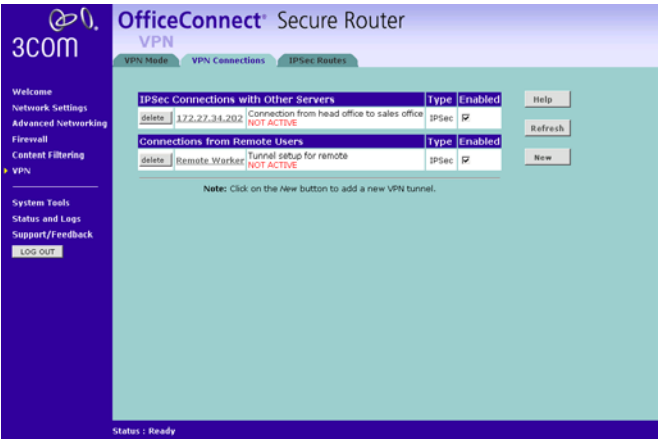 3COM
OfficeConnect® Secure Router
VPN
VPN Mode
VPN Connections
IPSec Routes
Welcome
Network Settings
Advanced Networking
Firewall
Content Filtering
VPN
System Tools
Status and Logs
Support/Feedback
LOG OUT
IPSec Connections with Other Servers Type Enabled
delete 172.27.34.202 Connection from head office to sales office IPSec
NOT ACTIVE
Connections from Remote Users Type Enabled
delete Remote Worker Tunnel setup for remote IPSec
NOT ACTIVE
Note: Click on the New button to add a new VPN tunnel.
Help
Refresh
New
Status : Ready